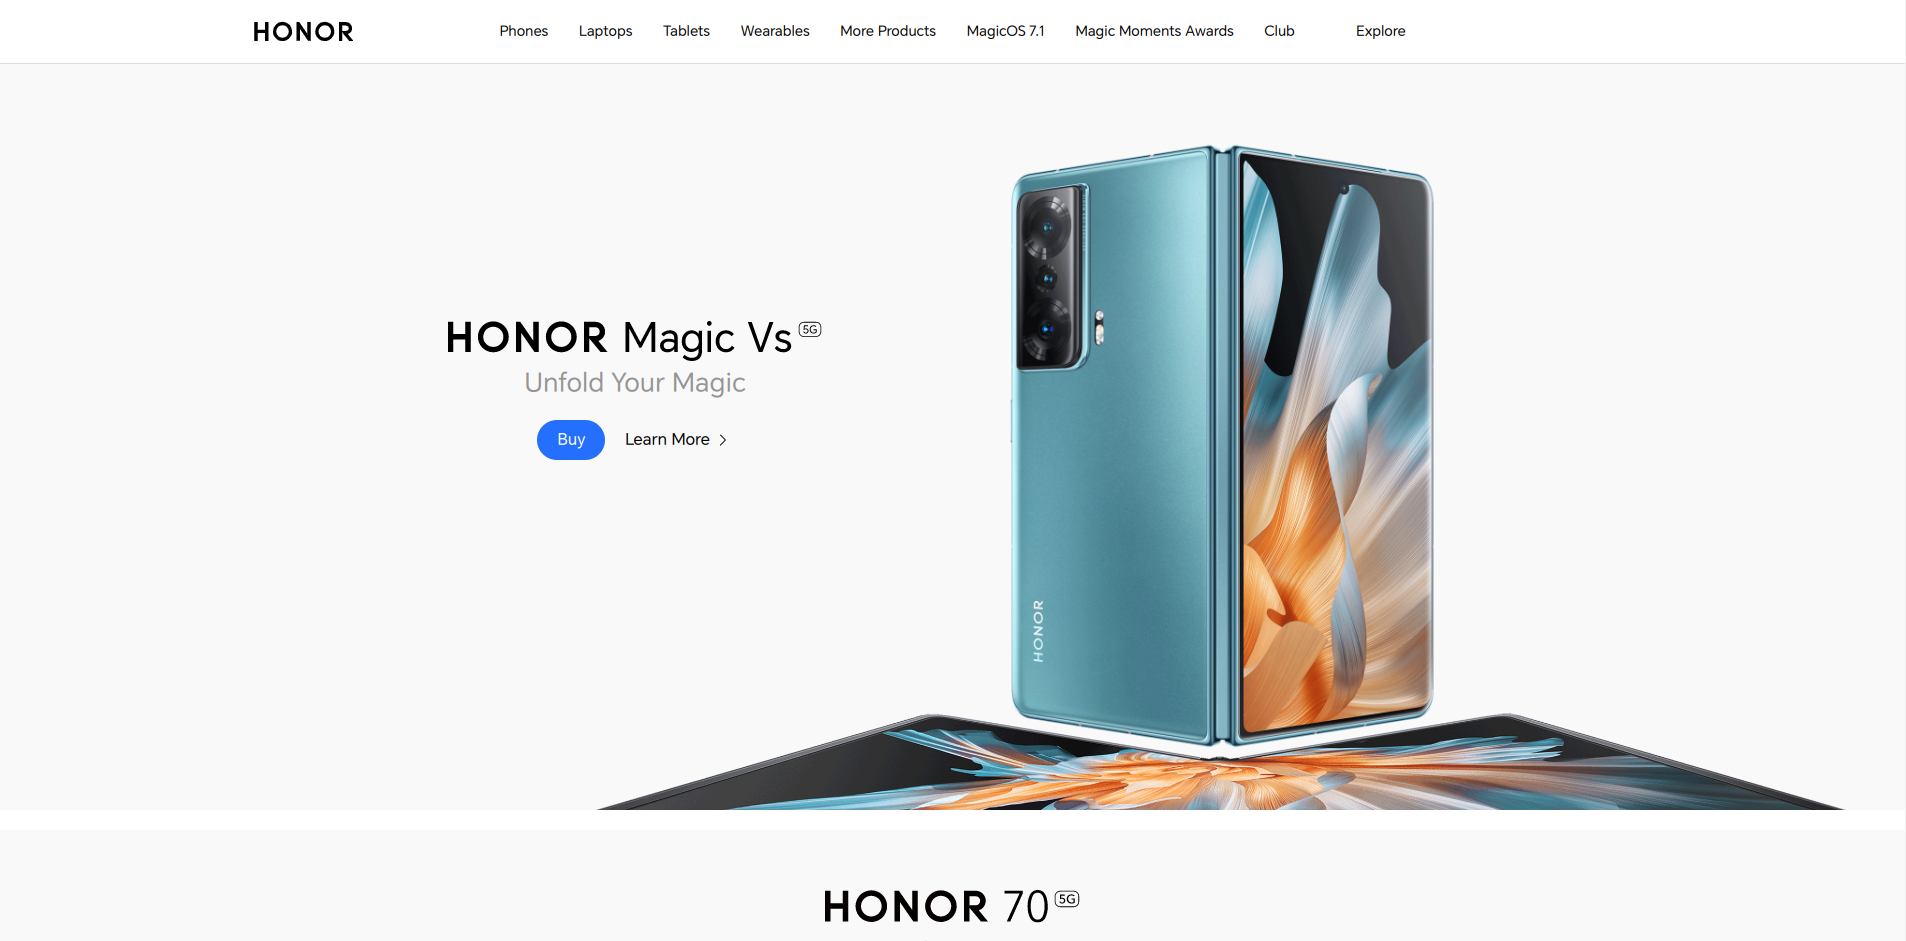 HONOR Phones Laptops Tablets Wearables More Products MagicOS 7.1 Magic Moments Awards Club Explore
HONOR Magic Vs 5G
Unfold Your Magic
Buy Learn More >
HONOR
HONOR 70 5G